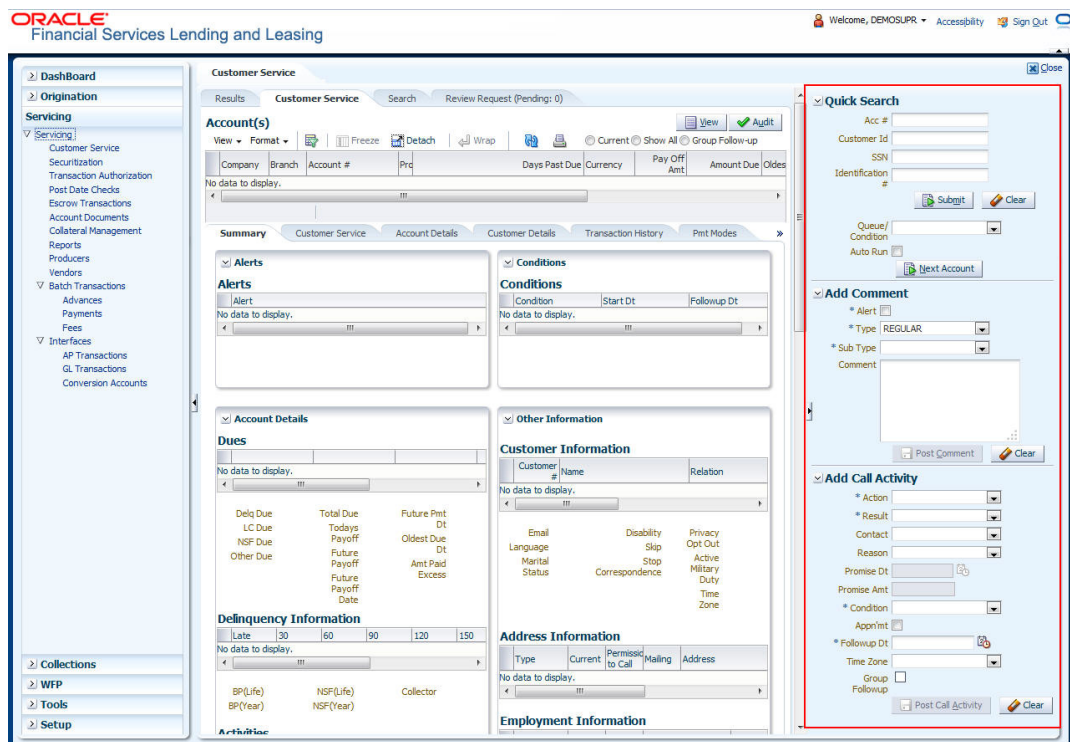 ORACLE
Financial Services Lending and Leasing
Welcome, DEMOSUPR Accessibility Sign Out
DashBoard
Origination
Servicing
Servicing
Customer Service
Securitization
Transaction Authorization
Post Date Checks
Escrow Transactions
Account Documents
Collateral Management
Reports
Producers
Vendors
Batch Transactions
Advances
Payments
Fees
Interfaces
AP Transactions
GL Transactions
Conversion Accounts
Collections
WFP
Tools
Setup
Customer Service
Close
Results Customer Service Search Review Request (Pending: 0)
Account(s)
View Audit
View Format Freeze Detach Wrap Current Show All Group Follow-up
Company Branch Account # Prc Days Past Due Currency Pay Off Amt Amount Due Oldes
No data to display.
Summary Customer Service Account Details Customer Details Transaction History Pmt Modes »
Alerts
Alerts
Alert
No data to display.
Conditions
Conditions
Condition Start Dt Followup Dt
No data to display.
Account Details
Dues
No data to display.
Delq Due
LC Due
NSF Due
Other Due
Total Due
Todays
Payoff
Future
Payoff
Future
Payoff
Date
Future Pmt
Dt
Oldest Due
Dt
Amt Paid
Excess
Delinquency Information
Late 30 60 90 120 150
No data to display.
BP(Life) NSF(Life) Collector
BP(Year) NSF(Year)
Activities
Other Information
Customer Information
Customer # Name Relation
No data to display.
Email
Language
Marital
Status
Disability
Skip
Stop
Correspondence
Privacy
Opt Out
Active
Military
Duty
Time
Zone
Address Information
Type Current Permissic to Call Mailing Address
No data to display.
Employment Information
Quick Search
Acc #
Customer Id
SSN
Identification
#
Submit Clear
Queue/
Condition
Auto Run
Next Account
Add Comment
* Alert
* Type REGULAR
* Sub Type
Comment
Post Comment Clear
Add Call Activity
* Action
* Result
Contact
Reason
Promise Dt
Promise Amt
* Condition
Appn'mt
* Followup Dt
Time Zone
Group
Followup
Post Call Activity Clear